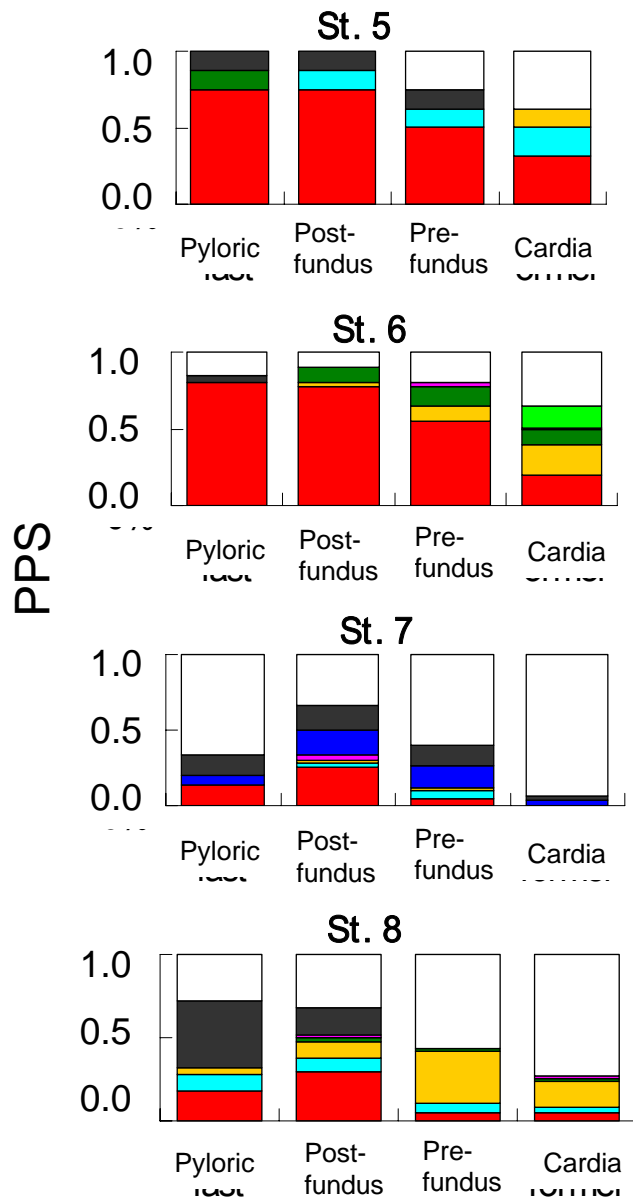 St. 5
1.0
0.5
0.0
Pyloric
Post-
fundus
Pre-
fundus
Cardia
St. 6
1.0
0.5
0.0
Pyloric
Post-
fundus
Pre-
fundus
Cardia
PPS
St. 7
1.0
0.5
0.0
Pyloric
Post-
fundus
Pre-
fundus
Cardia
St. 8
1.0
0.5
0.0
Pyloric
Post-
fundus
Pre-
fundus
Cardia